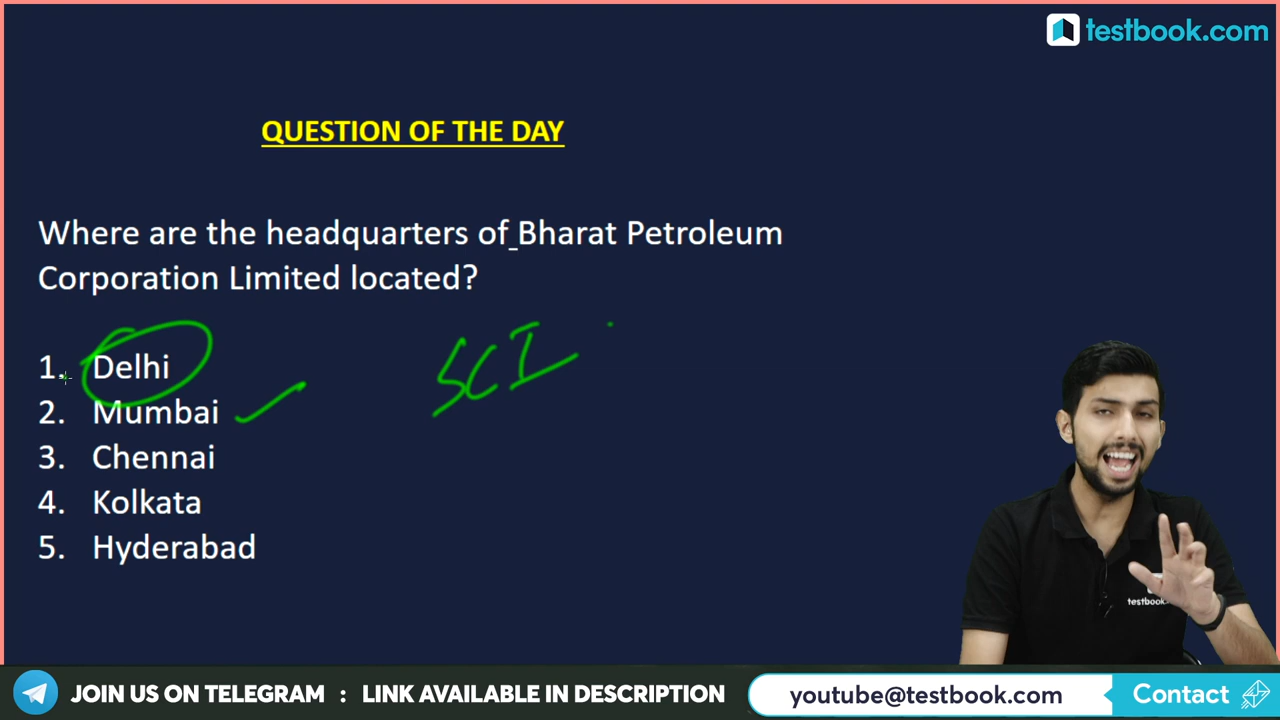 testbook.com
QUESTION OF THE DAY
Where are the headquarters of Bharat Petroleum
Corporation Limited located?
1. Delhi
SCI
2. Mumbai
3. Chennai
4. Kolkata
5. Hyderabad
testbook
JOIN US ON TELEGRAM : LINK AVAILABLE IN DESCRIPTION
youtube@testbook.com
Contact